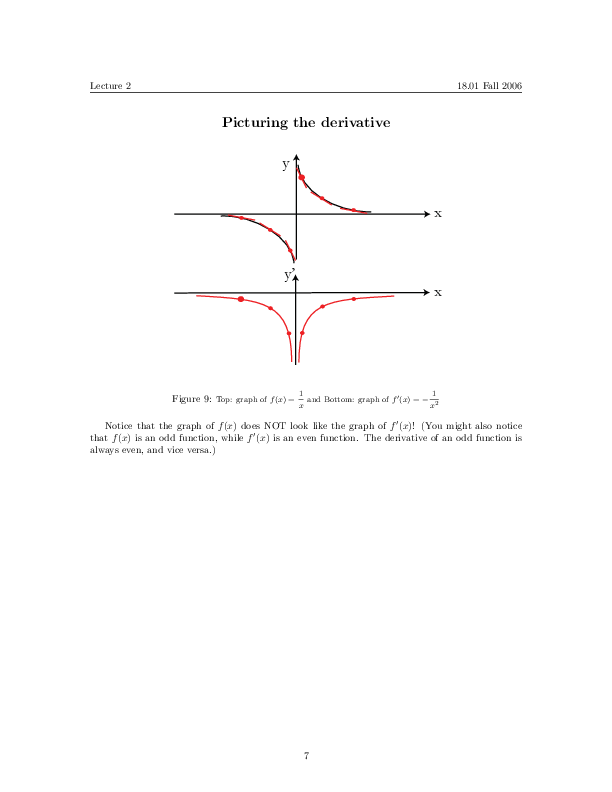 Lecture 2 18.01 Fall 2006
Picturing the derivative
y
x
y'
x
Figure 9: Top: graph of f(x) = 1/x and Bottom: graph of f′(x) = −1/x²
Notice that the graph of f(x) does NOT look like the graph of f′(x)! (You might also notice
that f(x) is an odd function, while f′(x) is an even function. The derivative of an odd function is
always even, and vice versa.)
7